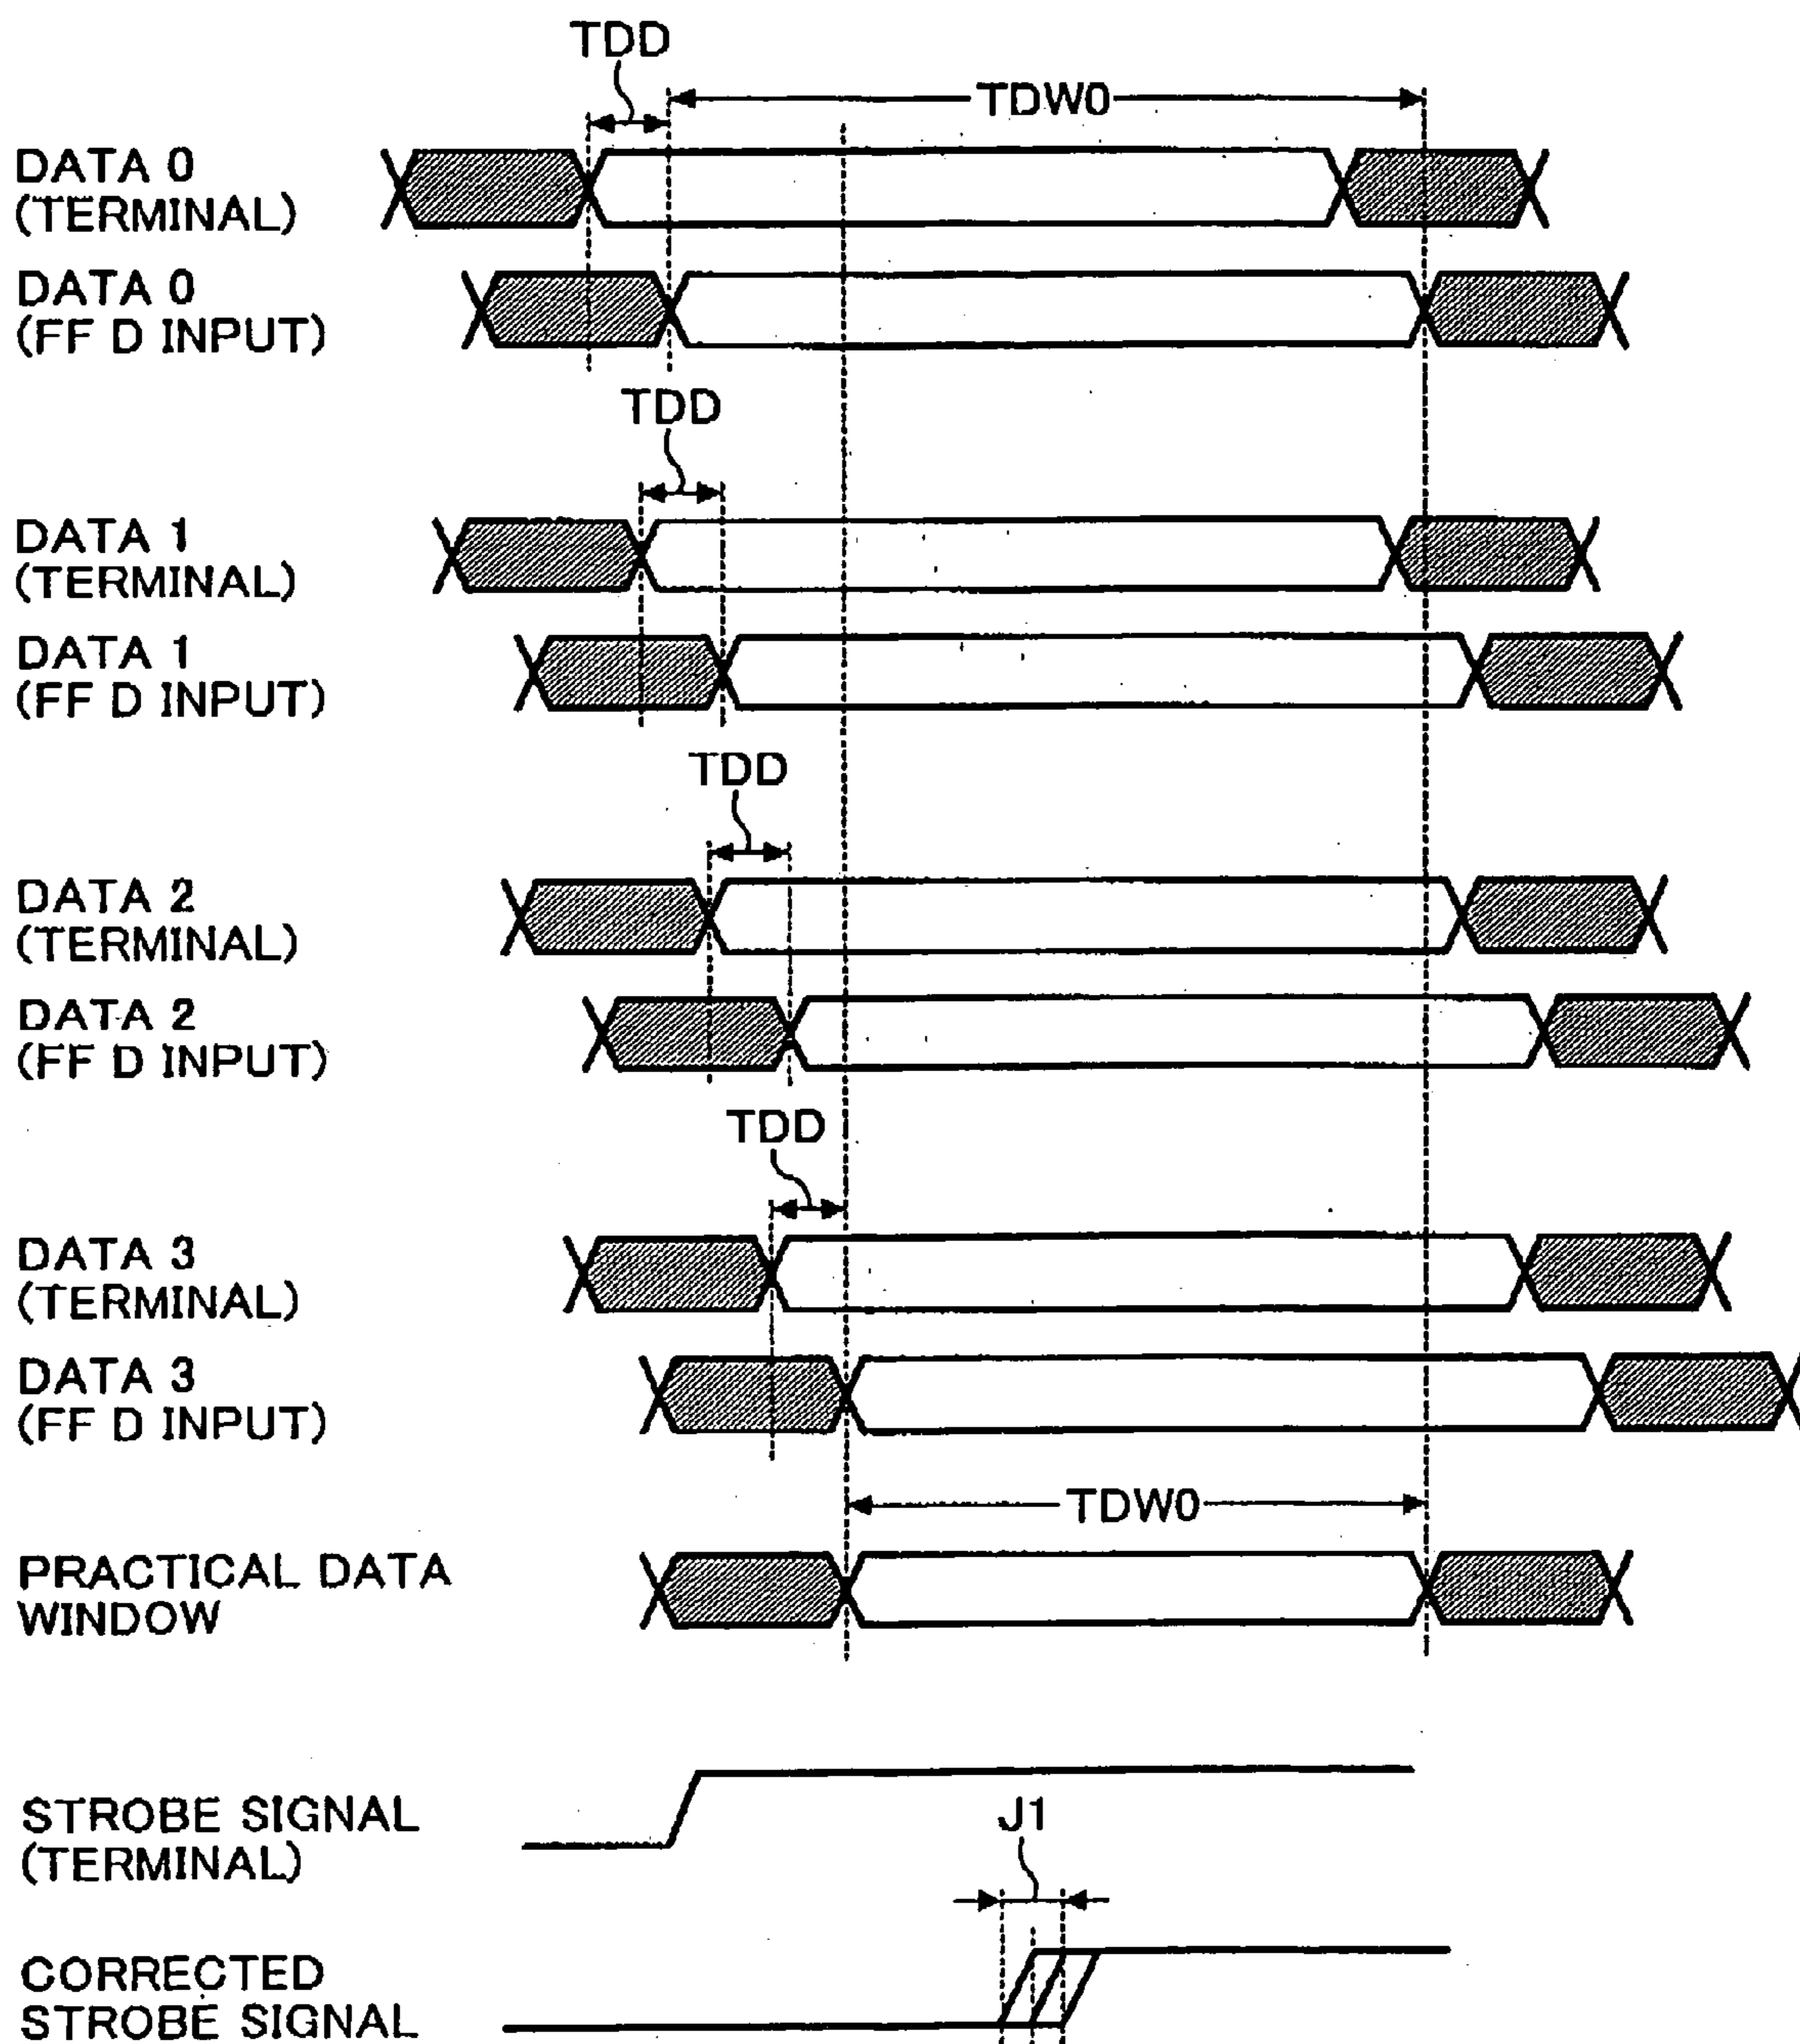 TDD
TDW0
DATA 0
(TERMINAL)
DATA 0
(FF D INPUT)
TDD
DATA 1
(TERMINAL)
DATA 1
(FF D INPUT)
TDD
DATA 2
(TERMINAL)
DATA 2
(FF D INPUT)
TDD
DATA 3
(TERMINAL)
DATA 3
(FF D INPUT)
TDW0
PRACTICAL DATA
WINDOW
STROBE SIGNAL
(TERMINAL)
J1
CORRECTED
STROBE SIGNAL